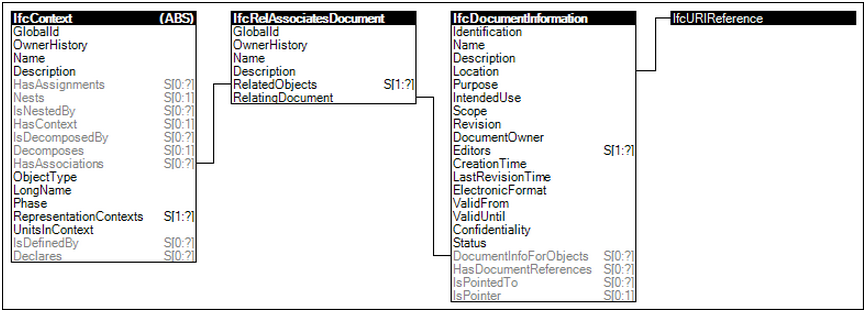 IfcContext (ABS)
GlobalId
OwnerHistory
Name
Description
HasAssignments S[0:?]
Nests S[0:1]
IsNestedBy S[0:?]
HasContext S[0:1]
IsDecomposedBy S[0:?]
Decomposes S[0:1]
HasAssociations S[0:?]
ObjectType
LongName
Phase
RepresentationContexts S[1:?]
UnitsInContext
IsDefinedBy S[0:?]
Declares S[0:?]
IfcRelAssociatesDocument
GlobalId
OwnerHistory
Name
Description
RelatedObjects S[1:?]
RelatingDocument
IfcDocumentInformation
Identification
Name
Description
Location
Purpose
IntendedUse
Scope
Revision
DocumentOwner
Editors S[1:?]
CreationTime
LastRevisionTime
ElectronicFormat
ValidFrom
ValidUntil
Confidentiality
Status
DocumentInfoForObjects S[0:?]
HasDocumentReferences S[0:?]
IsPointedTo S[0:?]
IsPointer S[0:1]
IfcURIReference